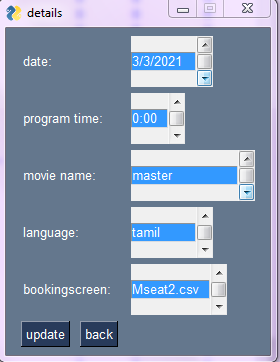 details
date: 3/3/2021
program time: 0:00
movie name: master
language: tamil
bookingscreen: Mseat2.csv
update back